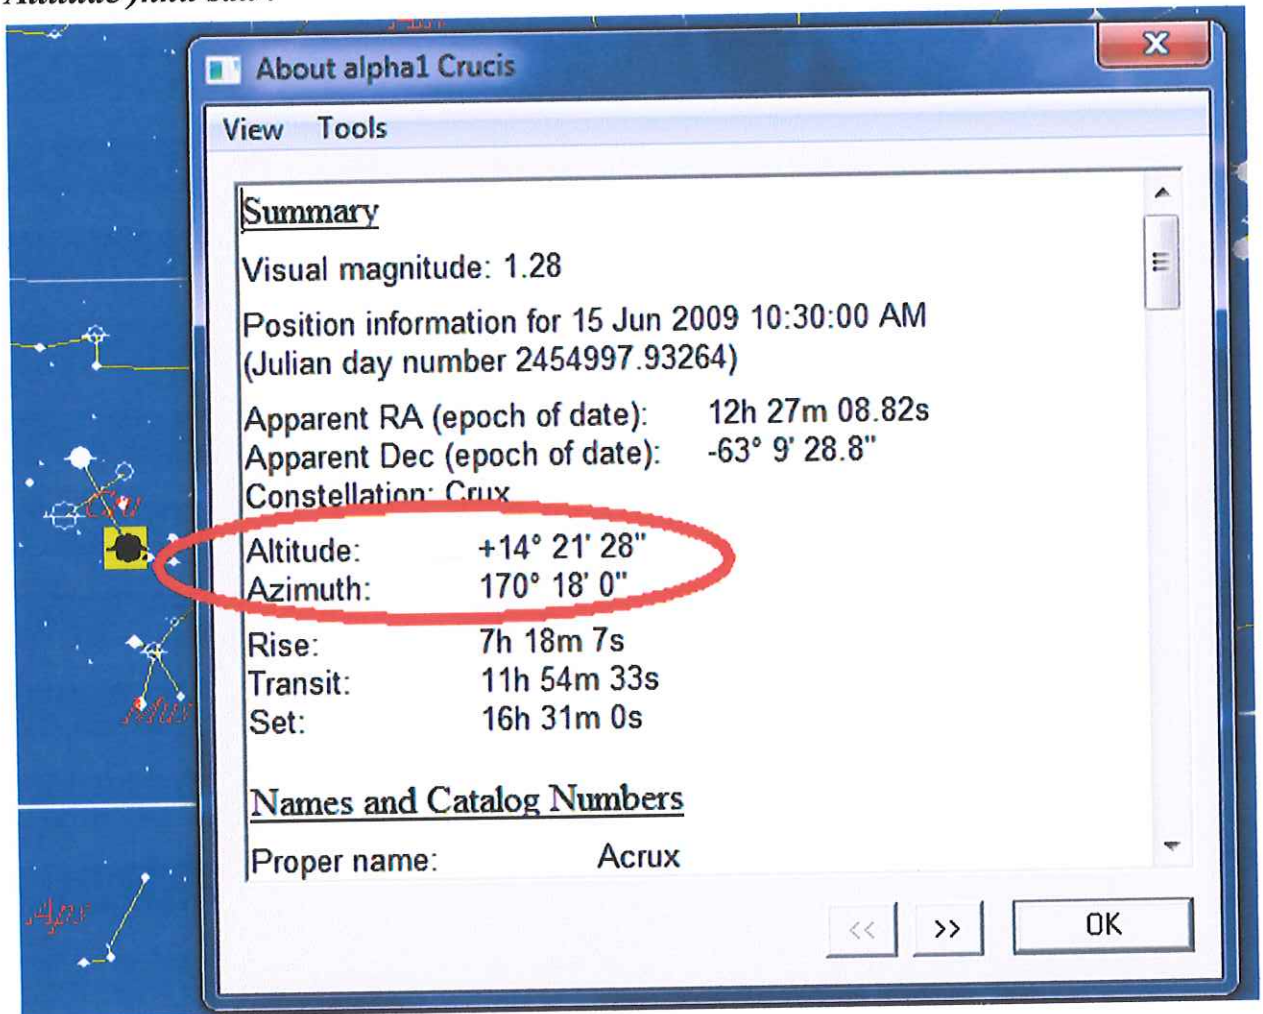 About alpha1 Crucis
View Tools
Summary
Visual magnitude: 1.28
Position information for 15 Jun 2009 10:30:00 AM
(Julian day number 2454997.93264)
Apparent RA (epoch of date): 12h 27m 08.82s
Apparent Dec (epoch of date): -63° 9' 28.8"
Constellation: Crux
Altitude: +14° 21' 28"
Azimuth: 170° 18' 0"
Rise: 7h 18m 7s
Transit: 11h 54m 33s
Set: 16h 31m 0s
Names and Catalog Numbers
Proper name: Acrux
<< >> OK
Cru
Mus
Aps